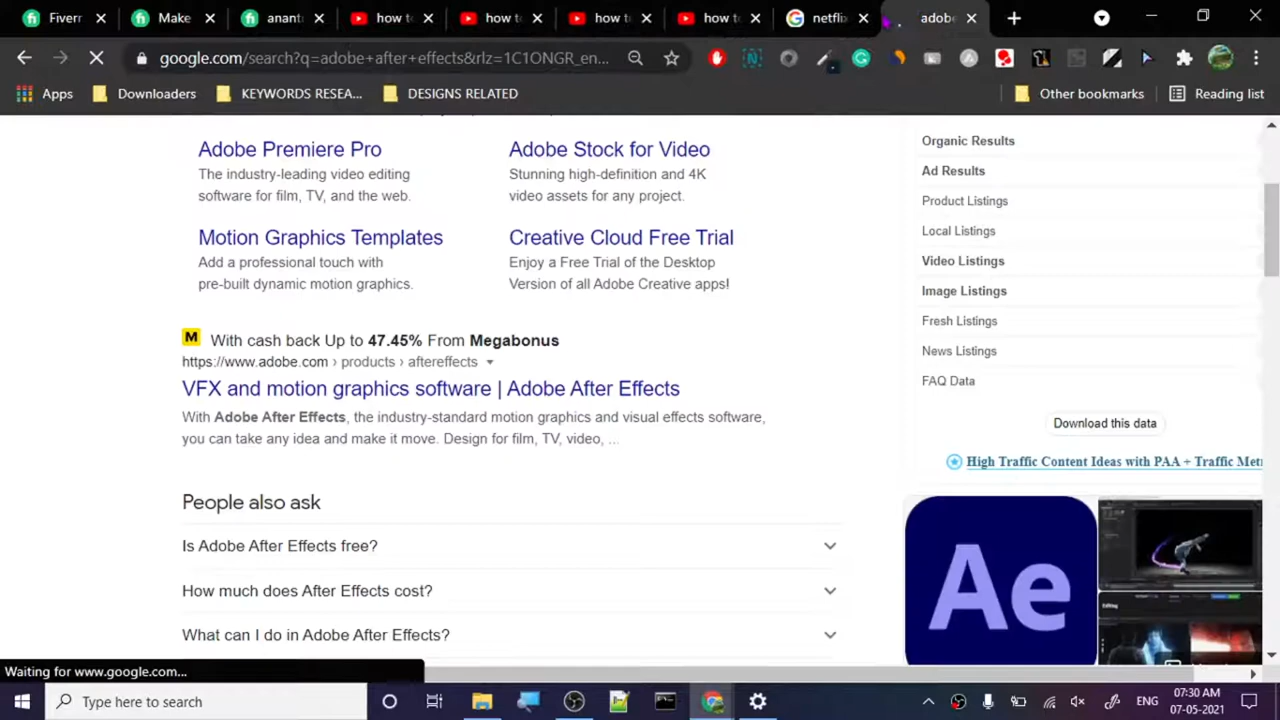 Fiverr
Make
anant
how to
how to
how to
how to
netflix
adobe
google.com/search?q=adobe+after+effects&rlz=1C1ONGR_en...
Apps
Downloaders
KEYWORDS RESEA...
DESIGNS RELATED
Other bookmarks
Reading list
Adobe Premiere Pro
The industry-leading video editing
software for film, TV, and the web.
Adobe Stock for Video
Stunning high-definition and 4K
video assets for any project.
Motion Graphics Templates
Add a professional touch with
pre-built dynamic motion graphics.
Creative Cloud Free Trial
Enjoy a Free Trial of the Desktop
Version of all Adobe Creative apps!
M With cash back Up to 47.45% From Megabonus
https://www.adobe.com › products › aftereffects
VFX and motion graphics software | Adobe After Effects
With Adobe After Effects, the industry-standard motion graphics and visual effects software,
you can take any idea and make it move. Design for film, TV, video, ...
People also ask
Is Adobe After Effects free?
How much does After Effects cost?
What can I do in Adobe After Effects?
Organic Results
Ad Results
Product Listings
Local Listings
Video Listings
Image Listings
Fresh Listings
News Listings
FAQ Data
Download this data
High Traffic Content Ideas with PAA + Traffic Metr
Ae
Editing
Waiting for www.google.com...
Type here to search
ENG
07:30 AM
07-05-2021